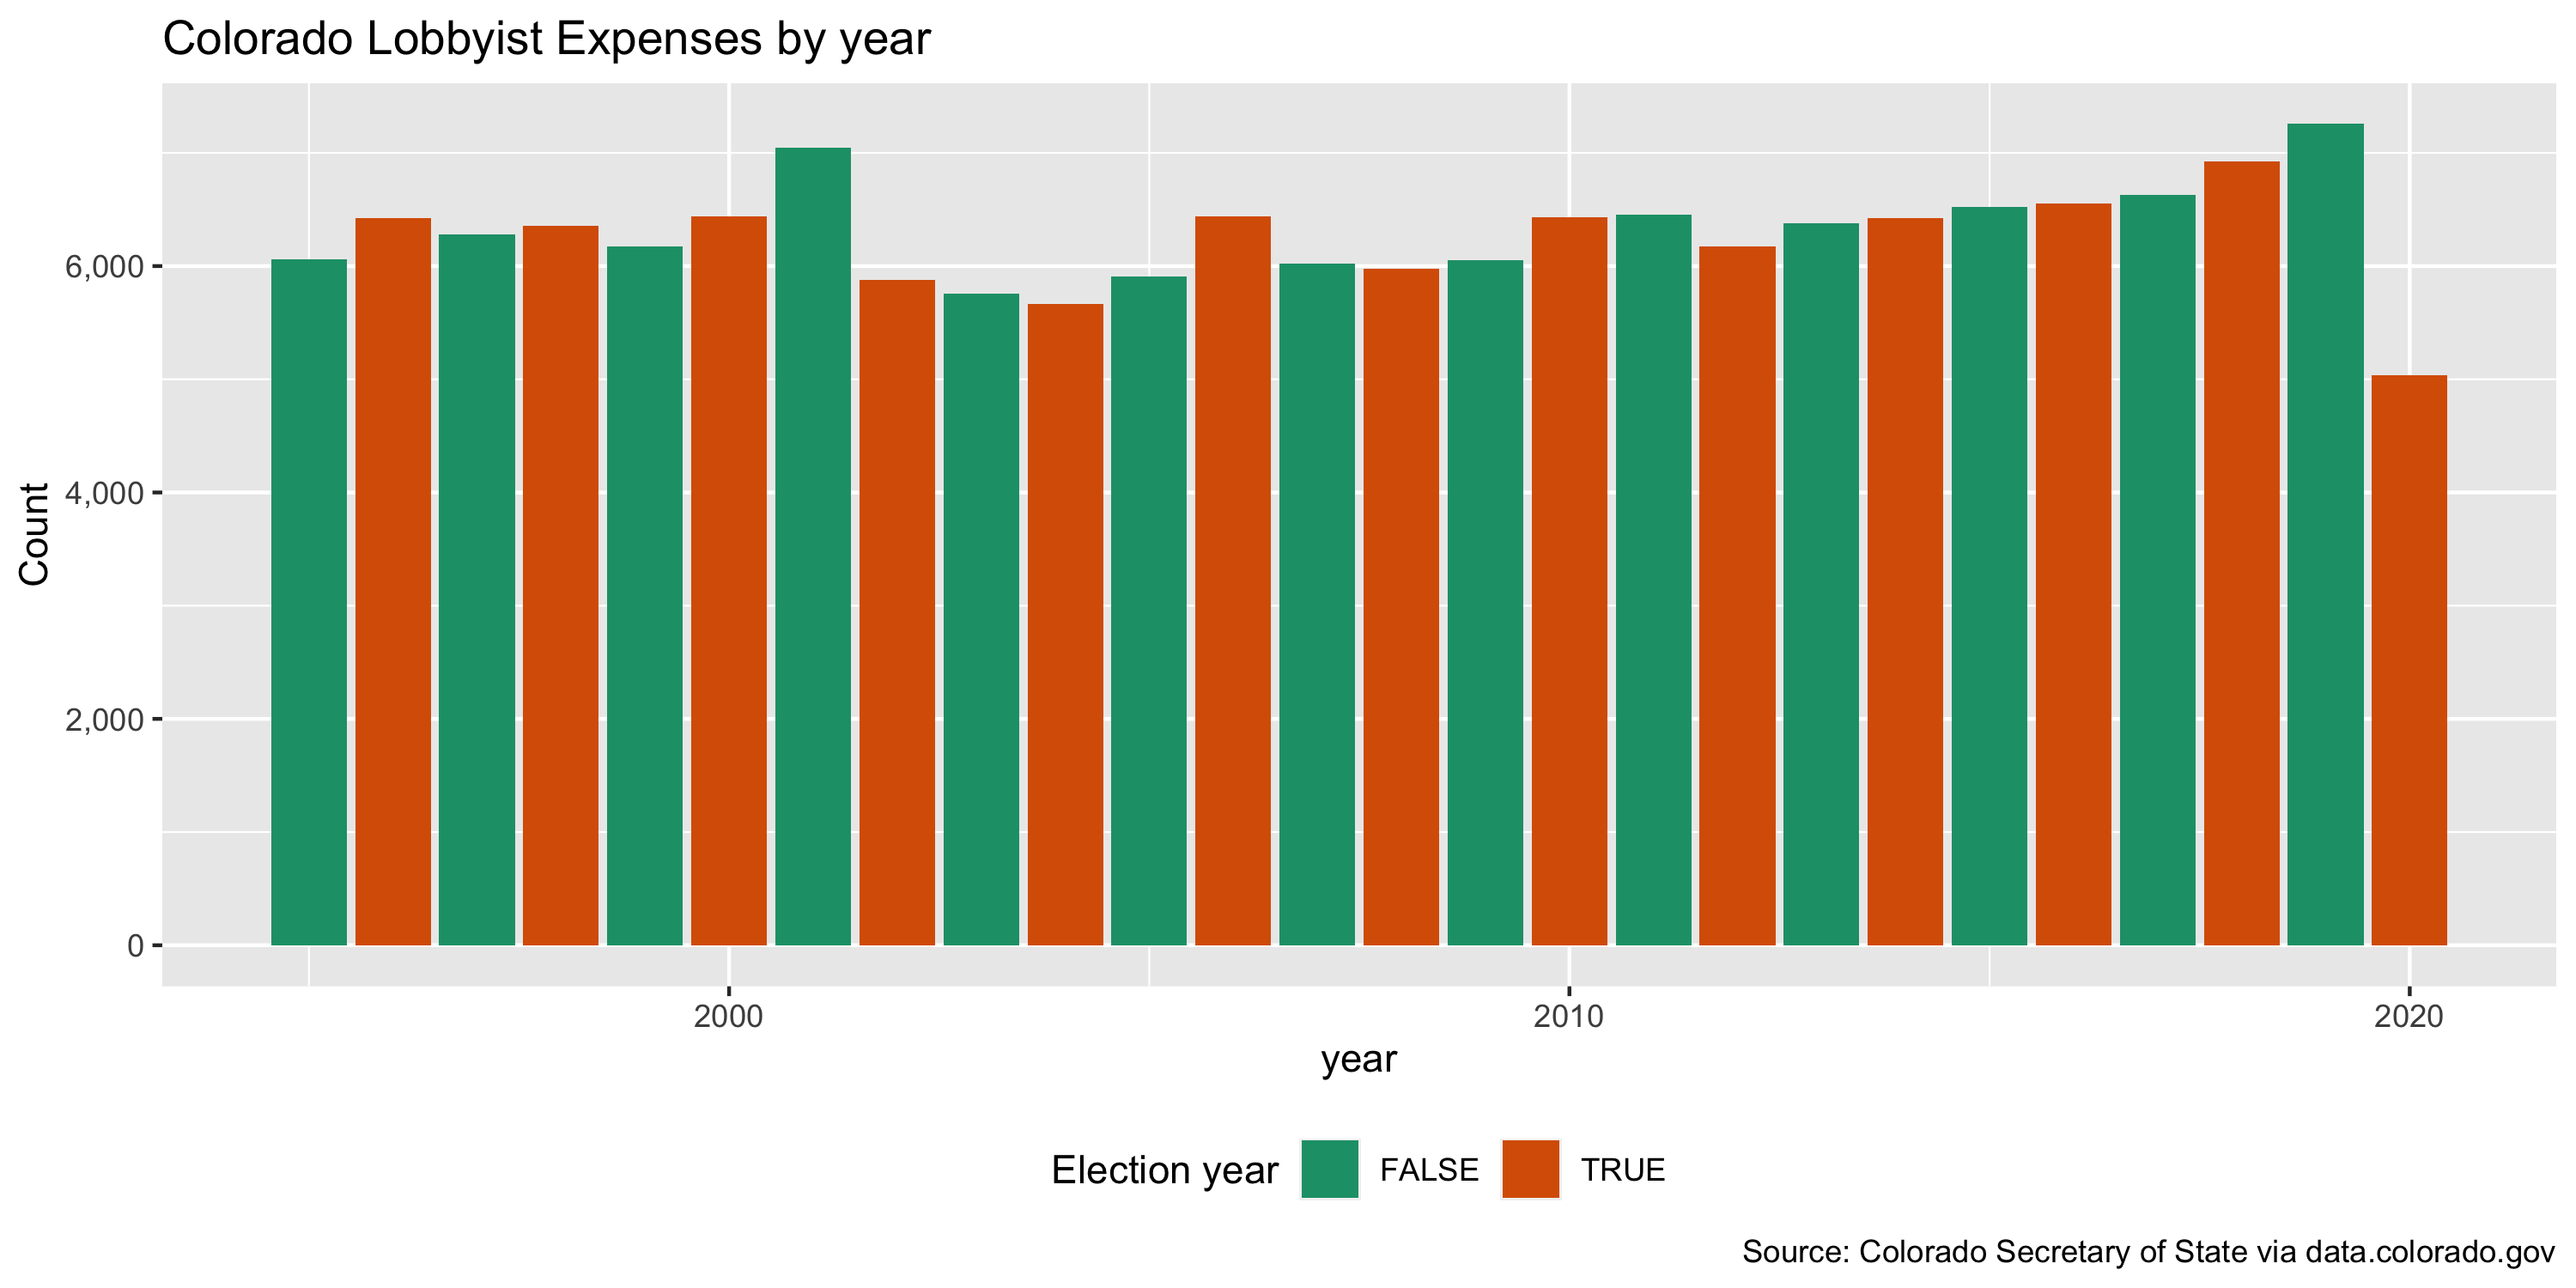 Colorado Lobbyist Expenses by year
Count
6,000
4,000
2,000
0
2000
2010
2020
year
Election year
FALSE
TRUE
Source: Colorado Secretary of State via data.colorado.gov